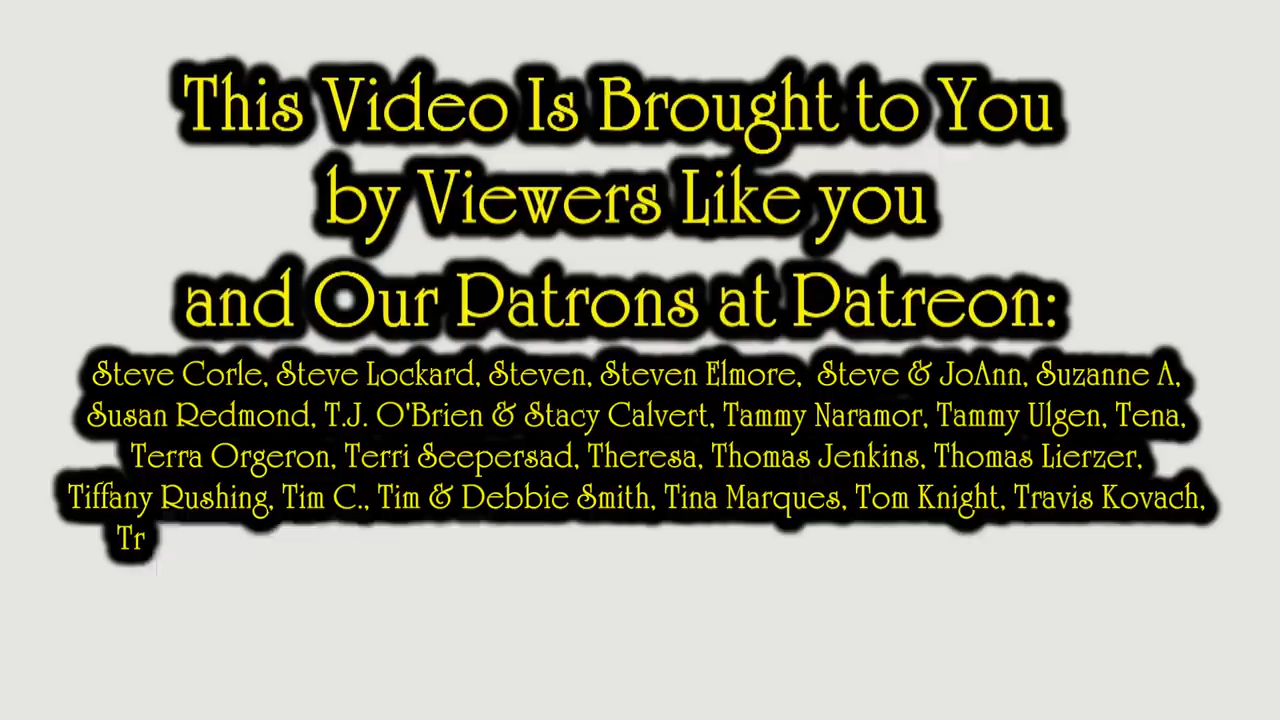 This Video Is Brought to You
by Viewers Like you
and Our Patrons at Patreon:
Steve Corle, Steve Lockard, Steven, Steven Elmore, Steve & JoAnn, Suzanne A,
Susan Redmond, T.J. O'Brien & Stacy Calvert, Tammy Naramor, Tammy Ulgen, Tena,
Terra Orgeron, Terri Seepersad, Theresa, Thomas Jenkins, Thomas Lierzer,
Tiffany Rushing, Tim C., Tim & Debbie Smith, Tina Marques, Tom Knight, Travis Kovach,
Tr